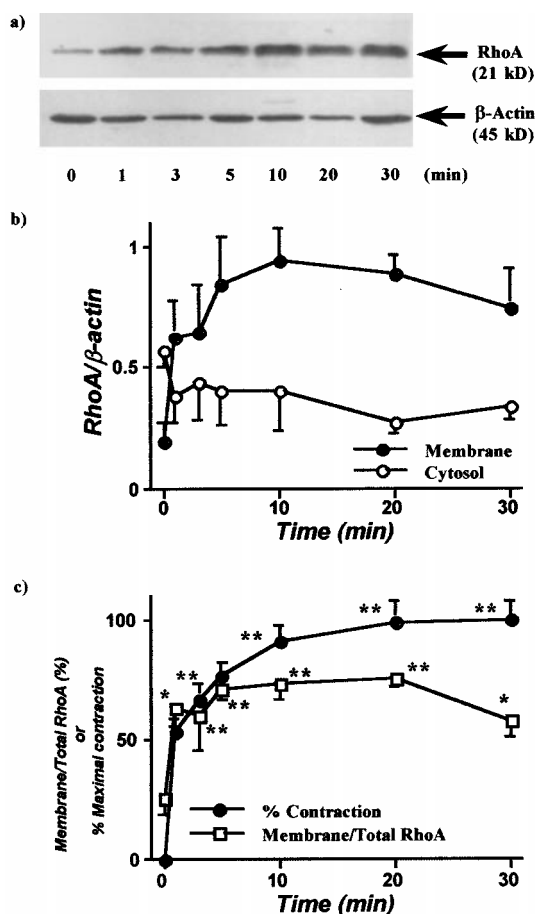 a)
RhoA
(21 kD)
β-Actin
(45 kD)
0 1 3 5 10 20 30 (min)
b)
1
0.5
0
RhoA/β-actin
Membrane
Cytosol
0 10 20 30
Time (min)
c)
100
50
0
Membrane/Total RhoA (%)
or
% Maximal contraction
* ** ** ** ** ** ** ** ** *
% Contraction
Membrane/Total RhoA
0 10 20 30
Time (min)